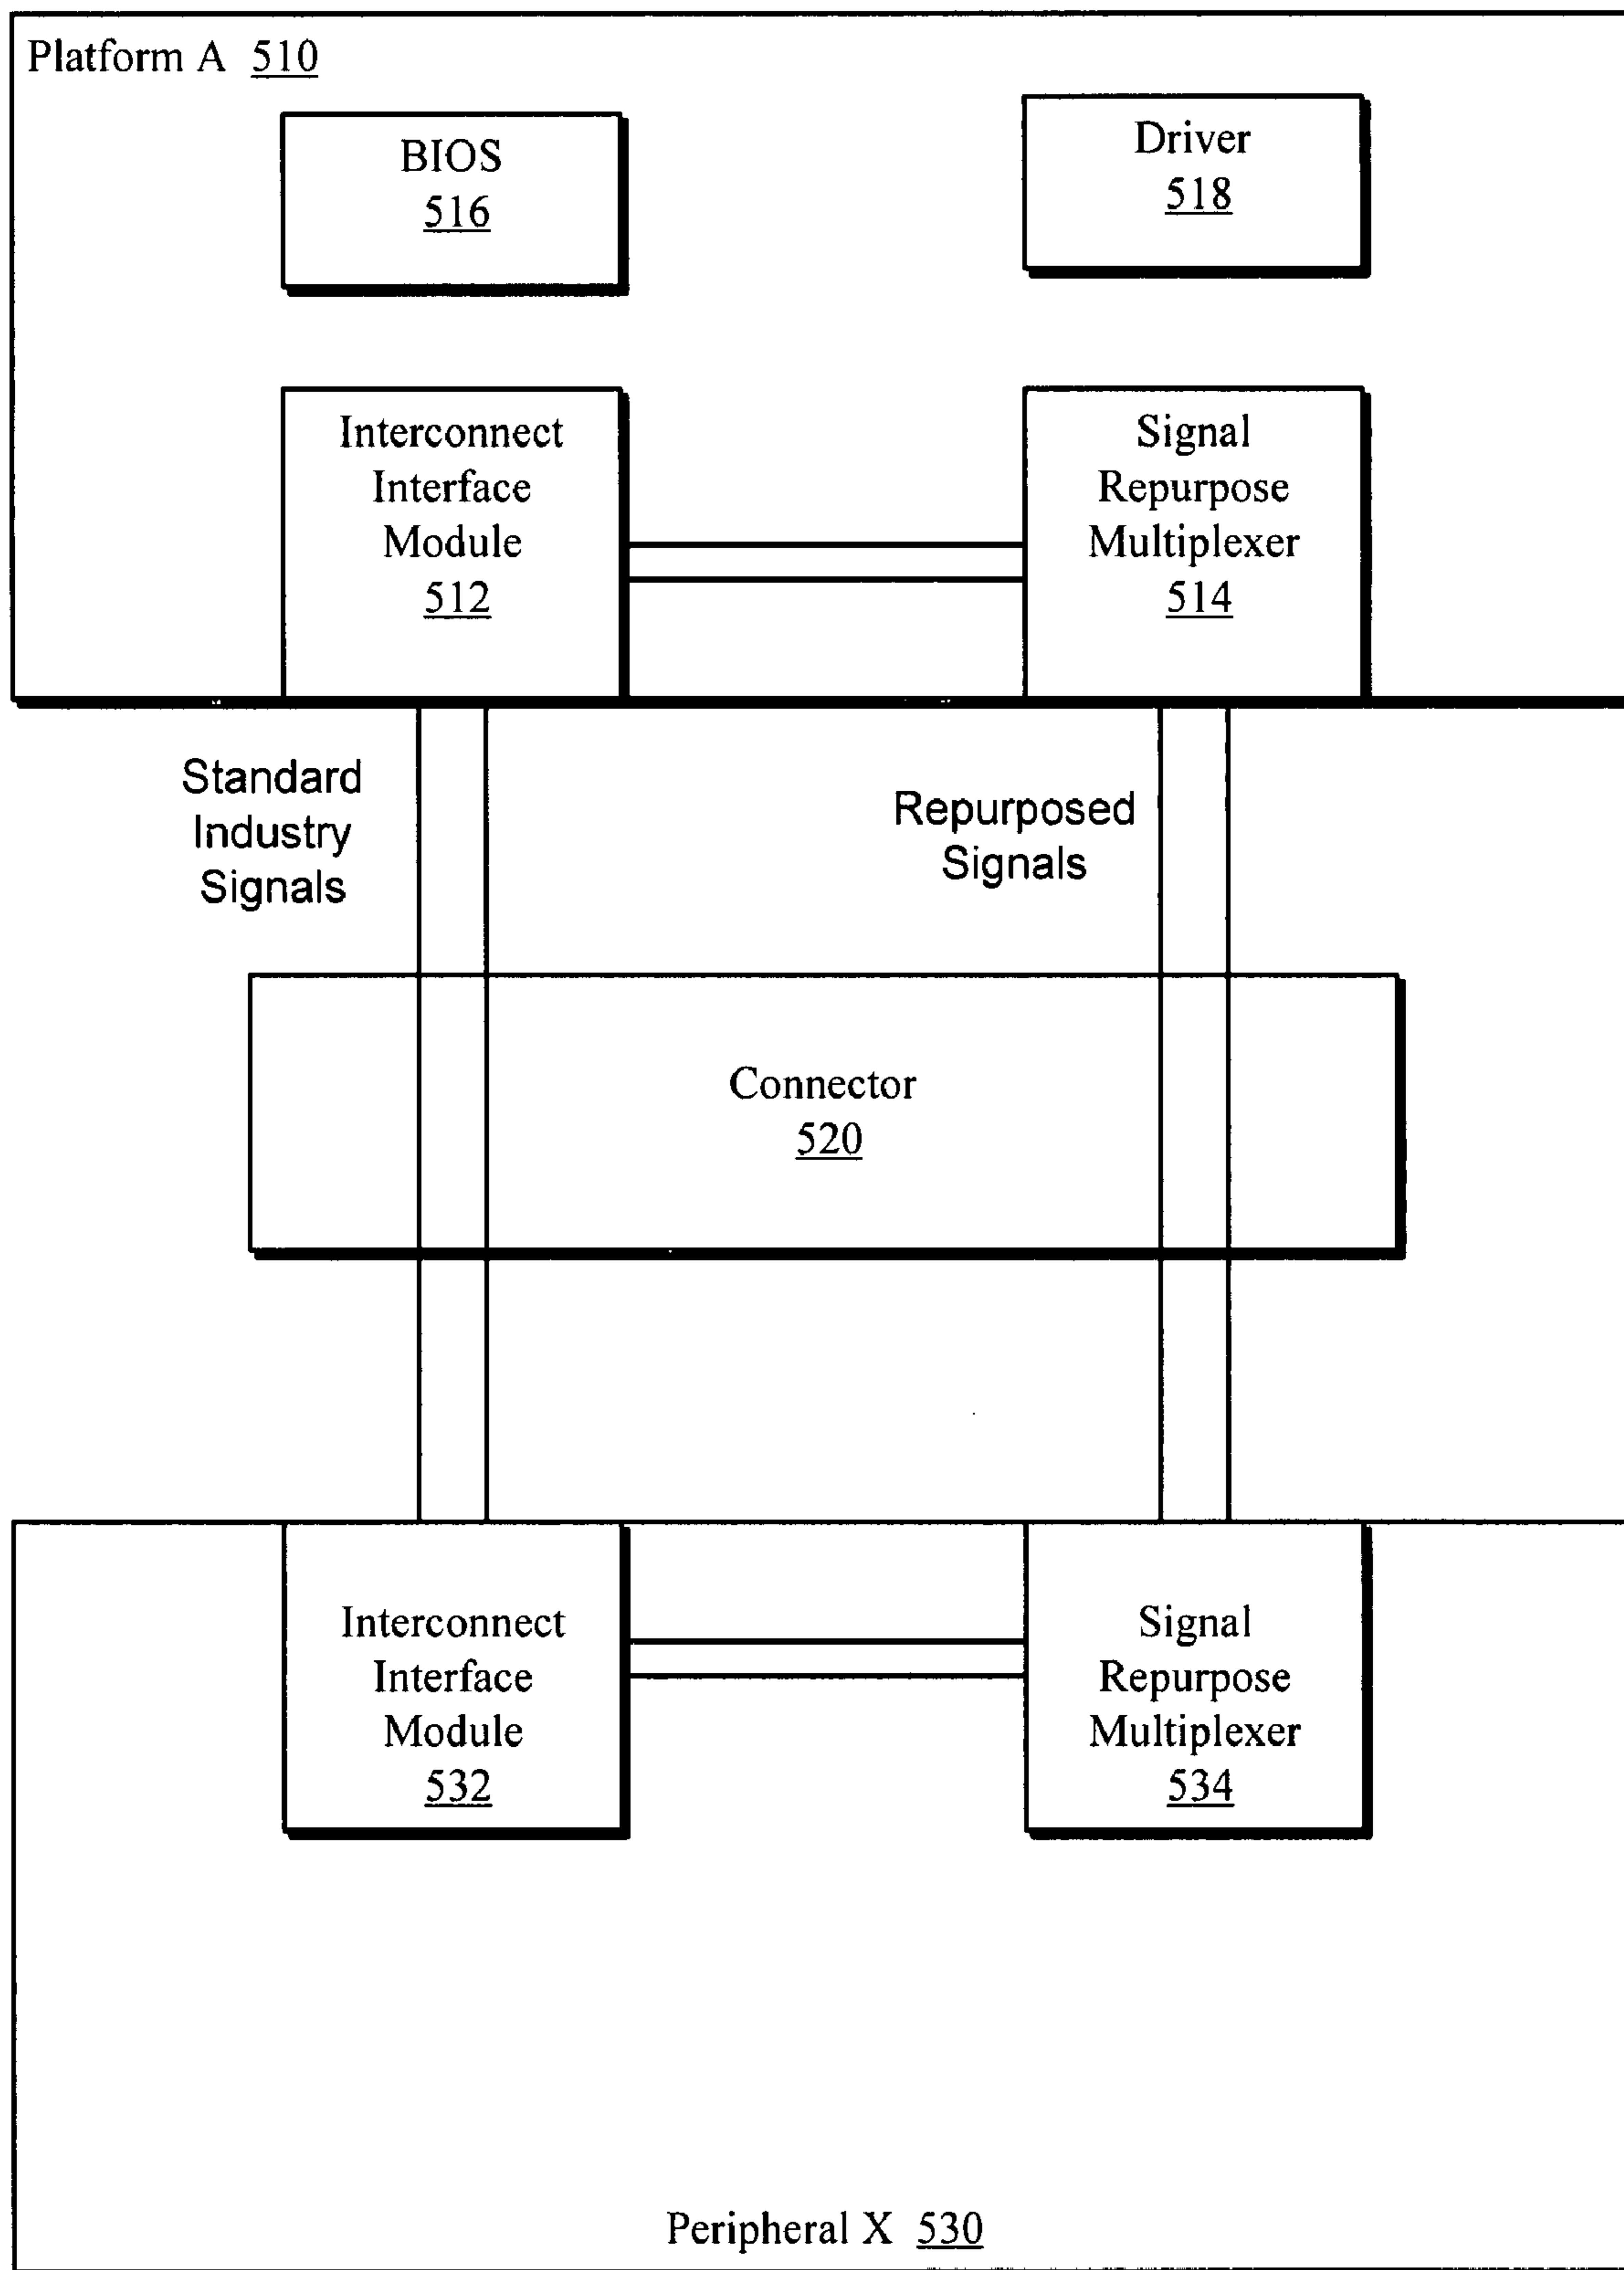 Platform A 510
BIOS
516
Driver
518
Interconnect
Interface
Module
512
Signal
Repurpose
Multiplexer
514
Standard
Industry
Signals
Repurposed
Signals
Connector
520
Interconnect
Interface
Module
532
Signal
Repurpose
Multiplexer
534
Peripheral X 530